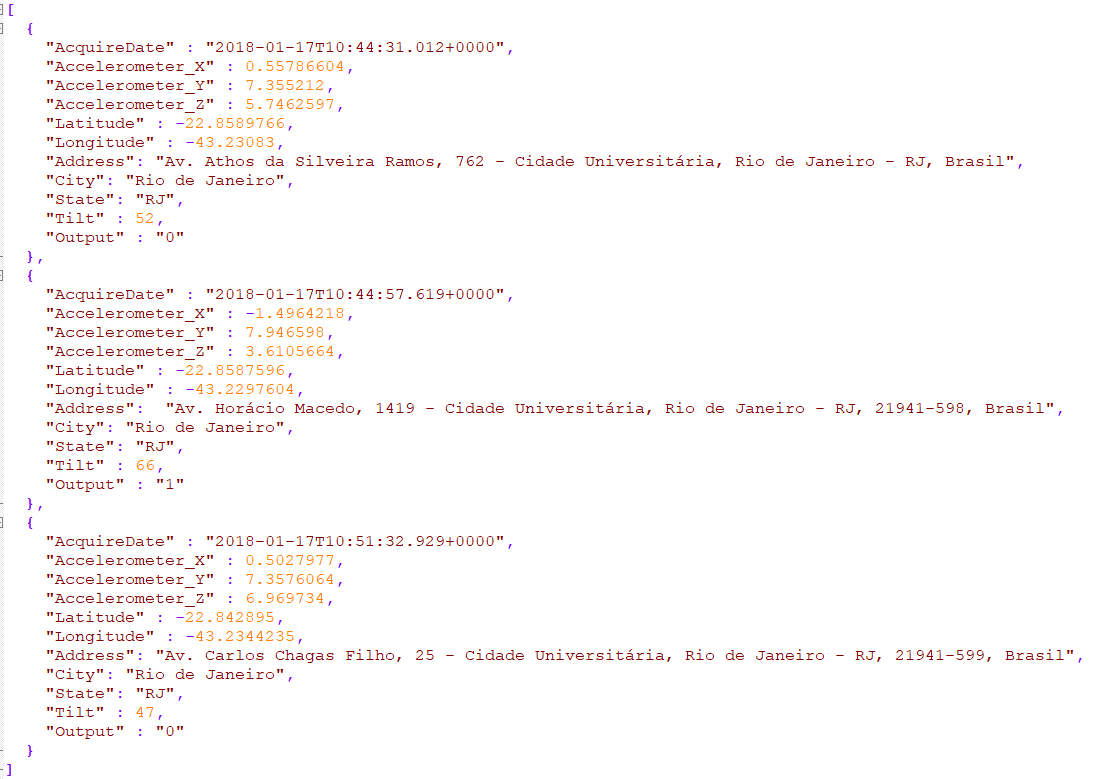 [
  {
    "AcquireDate" : "2018-01-17T10:44:31.012+0000",
    "Accelerometer_X" : 0.55786604,
    "Accelerometer_Y" : 7.355212,
    "Accelerometer_Z" : 5.7462597,
    "Latitude" : -22.8589766,
    "Longitude" : -43.23083,
    "Address": "Av. Athos da Silveira Ramos, 762 - Cidade Universitária, Rio de Janeiro - RJ, Brasil",
    "City": "Rio de Janeiro",
    "State": "RJ",
    "Tilt" : 52,
    "Output" : "0"
  },
  {
    "AcquireDate" : "2018-01-17T10:44:57.619+0000",
    "Accelerometer_X" : -1.4964218,
    "Accelerometer_Y" : 7.946598,
    "Accelerometer_Z" : 3.6105664,
    "Latitude" : -22.8587596,
    "Longitude" : -43.2297604,
    "Address":  "Av. Horácio Macedo, 1419 - Cidade Universitária, Rio de Janeiro - RJ, 21941-598, Brasil",
    "City": "Rio de Janeiro",
    "State": "RJ",
    "Tilt" : 66,
    "Output" : "1"
  },
  {
    "AcquireDate" : "2018-01-17T10:51:32.929+0000",
    "Accelerometer_X" : 0.5027977,
    "Accelerometer_Y" : 7.3576064,
    "Accelerometer_Z" : 6.969734,
    "Latitude" : -22.842895,
    "Longitude" : -43.2344235,
    "Address": "Av. Carlos Chagas Filho, 25 - Cidade Universitária, Rio de Janeiro - RJ, 21941-599, Brasil",
    "City": "Rio de Janeiro",
    "State": "RJ",
    "Tilt" : 47,
    "Output" : "0"
  }
]